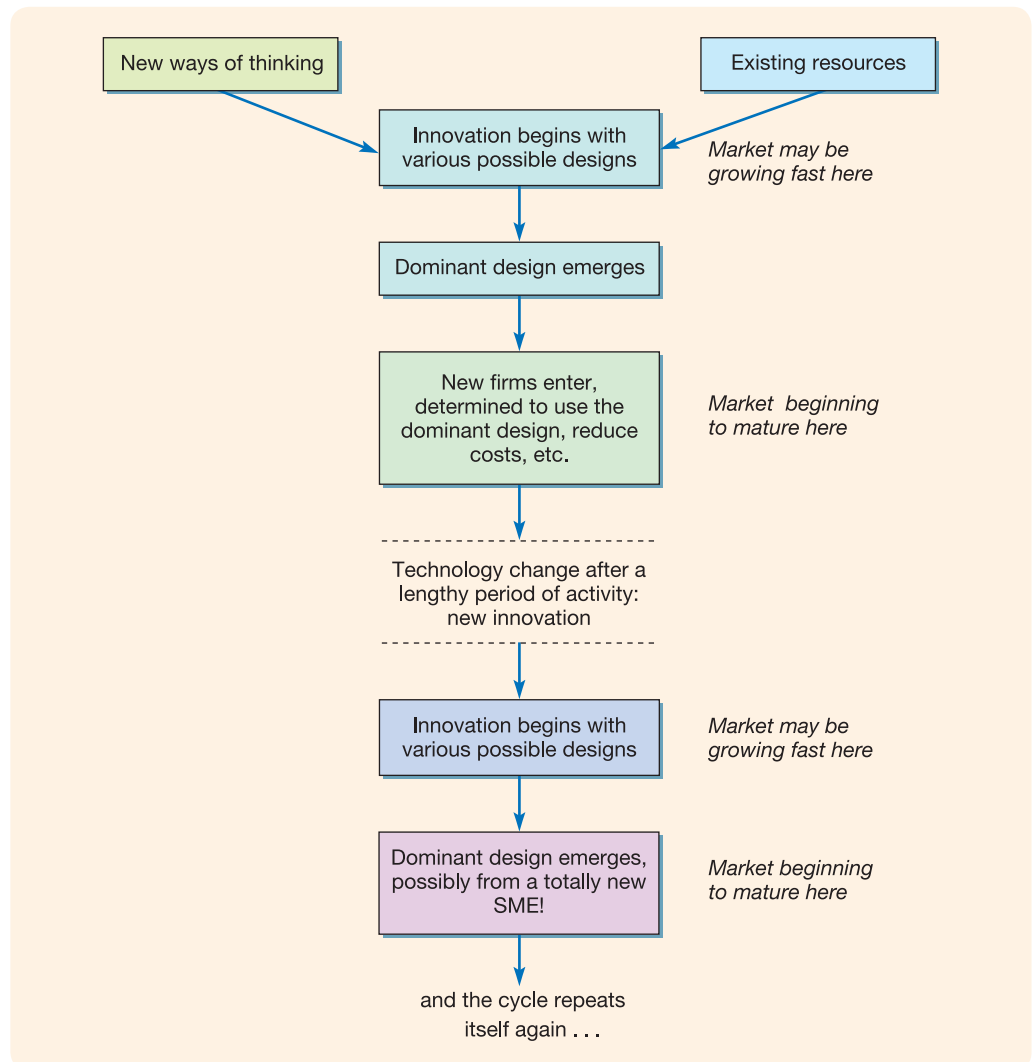 New ways of thinking
Existing resources
Innovation begins with
various possible designs
Market may be
growing fast here
Dominant design emerges
New firms enter,
determined to use the
dominant design, reduce
costs, etc.
Market beginning
to mature here
Technology change after a
lengthy period of activity:
new innovation
Innovation begins with
various possible designs
Market may be
growing fast here
Dominant design emerges,
possibly from a totally new
SME!
Market beginning
to mature here
and the cycle repeats
itself again . . .